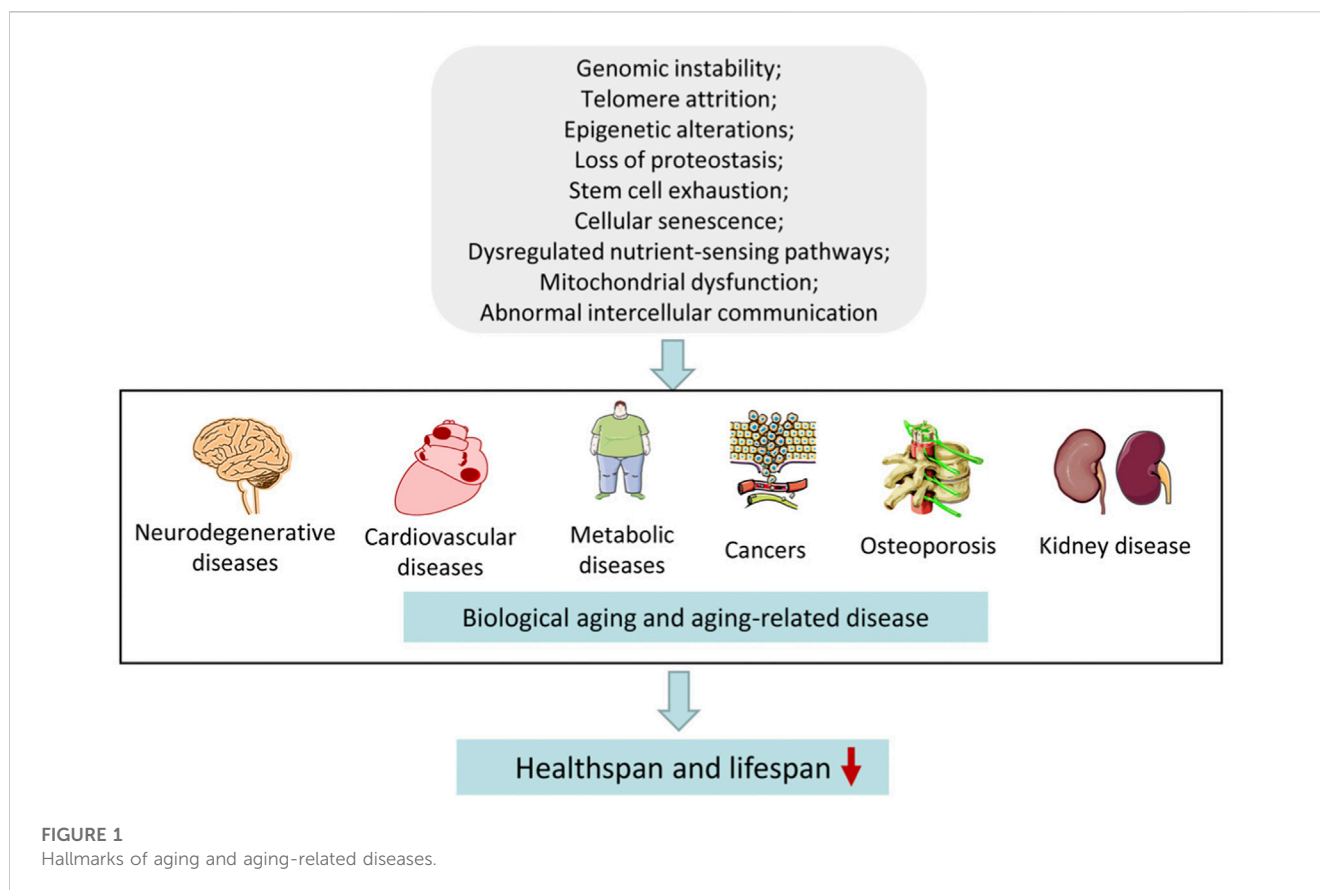 Genomic instability;
Telomere attrition;
Epigenetic alterations;
Loss of proteostasis;
Stem cell exhaustion;
Cellular senescence;
Dysregulated nutrient-sensing pathways;
Mitochondrial dysfunction;
Abnormal intercellular communication
Neurodegenerative
diseases
Cardiovascular
diseases
Metabolic
diseases
Cancers
Osteoporosis
Kidney disease
Biological aging and aging-related disease
Healthspan and lifespan
FIGURE 1
Hallmarks of aging and aging-related diseases.